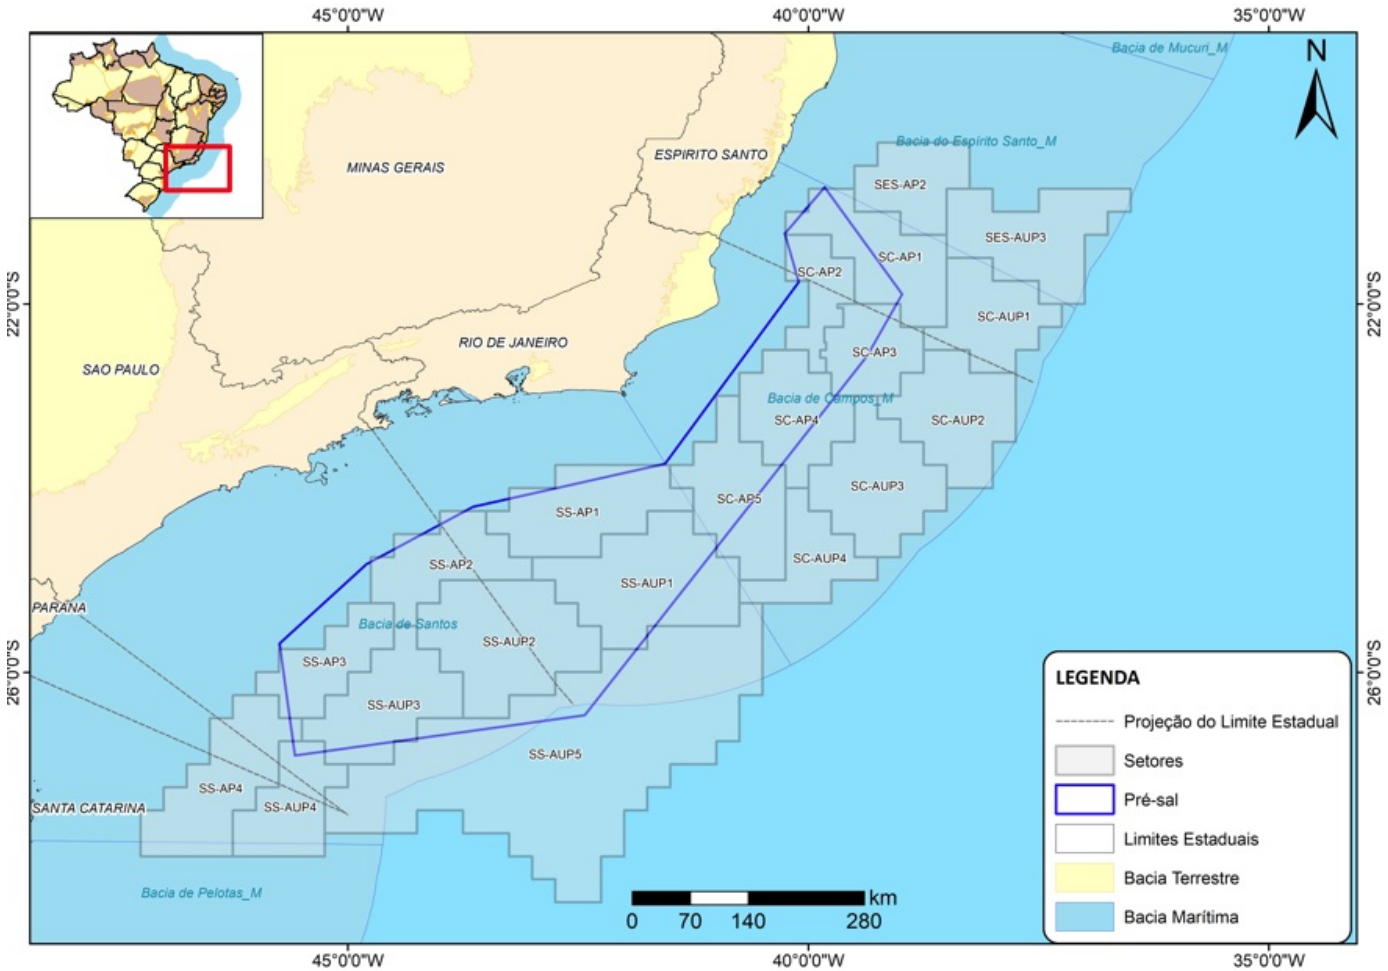 45°0'0"W
40°0'0"W
35°0'0"W
Bacia de Mucuri_M
N
Bacia do Espírito Santo_M
ESPIRITO SANTO
MINAS GERAIS
SES-AP2
SES-AUP3
SC-AP1
SC-AP2
22°0'0"S
22°0'0"S
SC-AUP1
RIO DE JANEIRO
SC-AP3
SAO PAULO
Bacia de Campos_M
SC-AP4
SC-AUP2
SC-AUP3
SC-AP5
SS-AP1
SC-AUP4
SS-AP2
SS-AUP1
PARANA
Bacia de Santos
SS-AUP2
SS-AP3
26°0'0"S
26°0'0"S
SS-AUP3
SS-AUP5
SS-AP4
SS-AUP4
SANTA CATARINA
Bacia de Pelotas_M
LEGENDA
Projeção do Limite Estadual
Setores
Pré-sal
Limites Estaduais
Bacia Terrestre
Bacia Marítima
km
0 70 140 280
45°0'0"W
40°0'0"W
35°0'0"W